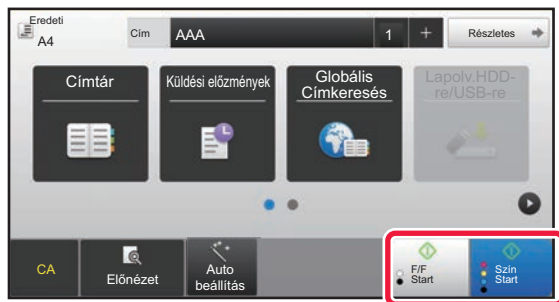 Eredeti
A4
Cím
AAA
1
+
Részletes
Címtár
Küldési előzmények
Globális
Címkeresés
Lapolv.HDD-
re/USB-re
CA
Előnézet
Auto
beállítás
F/F
Start
Szín
Start